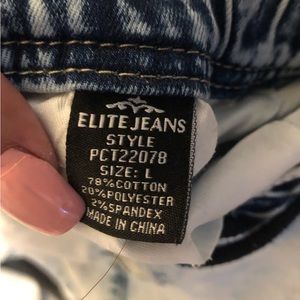 ELITE JEANS
STYLE
PCT22078
SIZE: L
78%COTTON
20%POLYESTER
2%SPANDEX
MADE IN CHINA